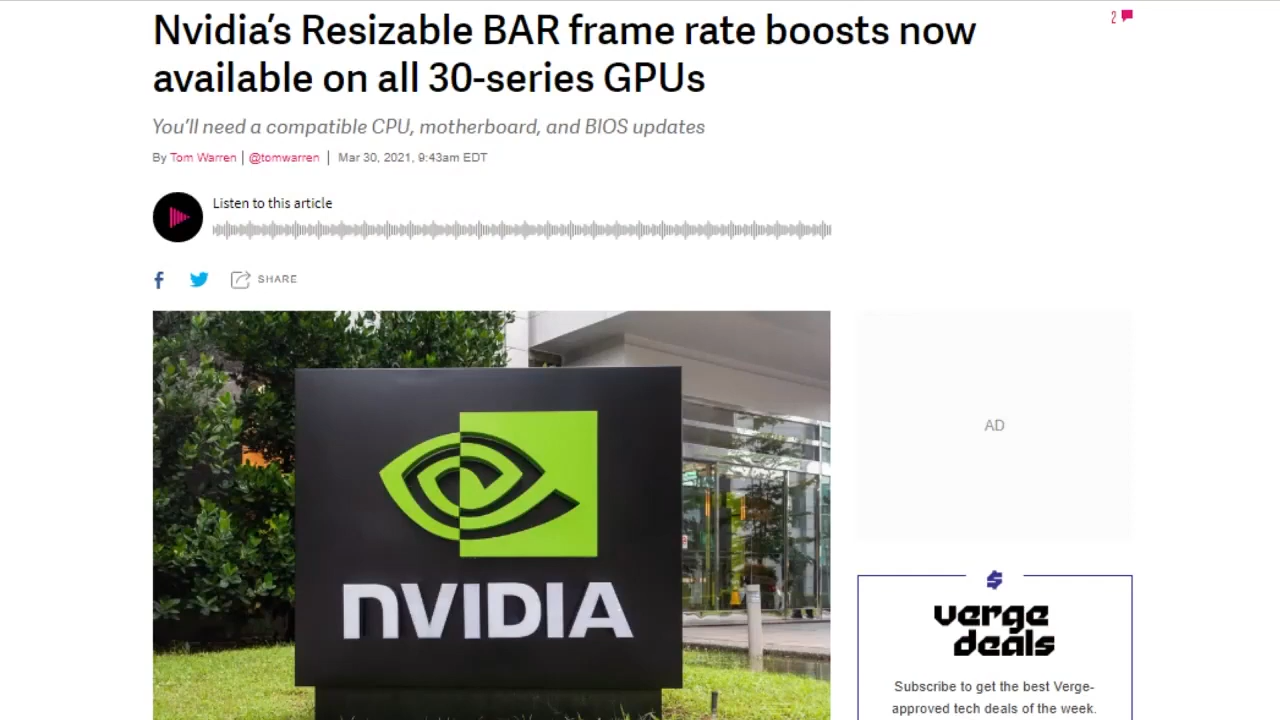 Nvidia’s Resizable BAR frame rate boosts now
available on all 30-series GPUs
2
You’ll need a compatible CPU, motherboard, and BIOS updates
By Tom Warren | @tomwarren | Mar 30, 2021, 9:43am EDT
Listen to this article
SHARE
NVIDIA
AD
verge
deals
Subscribe to get the best Verge-
approved tech deals of the week.